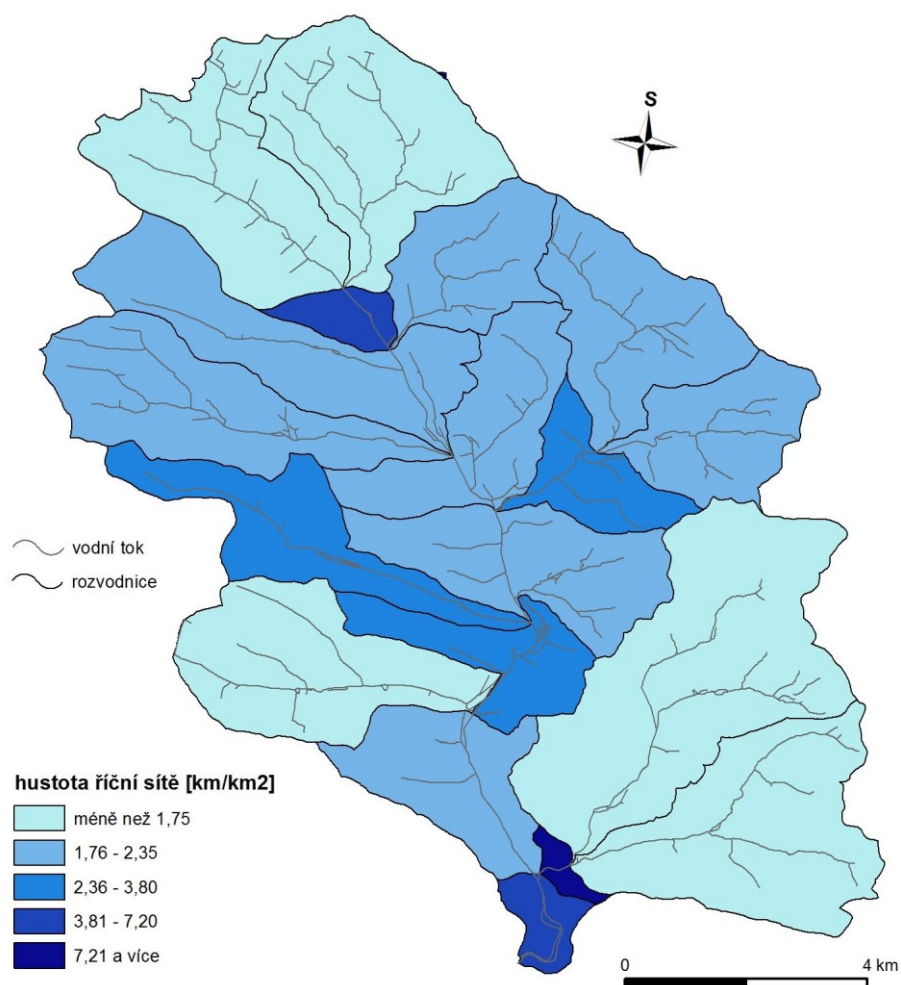 S
vodní tok
rozvodnice
hustota říční sítě [km/km2]
méně než 1,75
1,76 - 2,35
2,36 - 3,80
3,81 - 7,20
7,21 a více
0
4 km